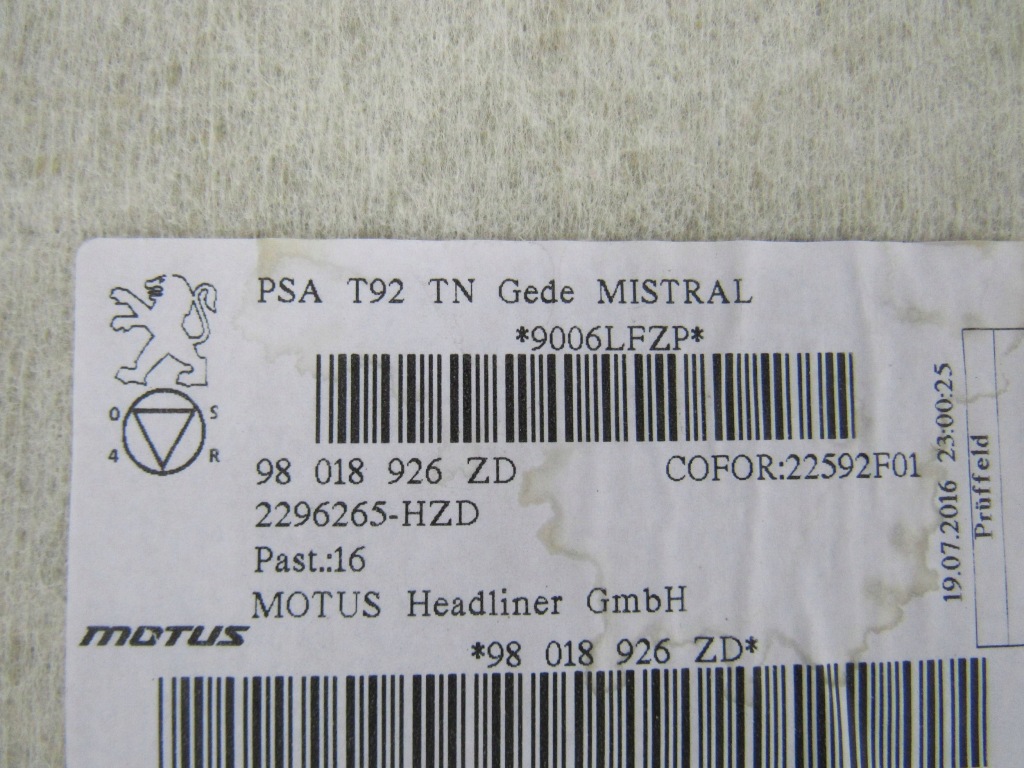 PSA T92 TN Gede MISTRAL
*9006LFZP*
O S
4 R
98 018 926 ZD COFOR:22592F01
2296265-HZD
Past.:16
MOTUS Headliner GmbH
MOTUS
*98 018 926 ZD*
19.07.2016 23:00:25
Prüffeld